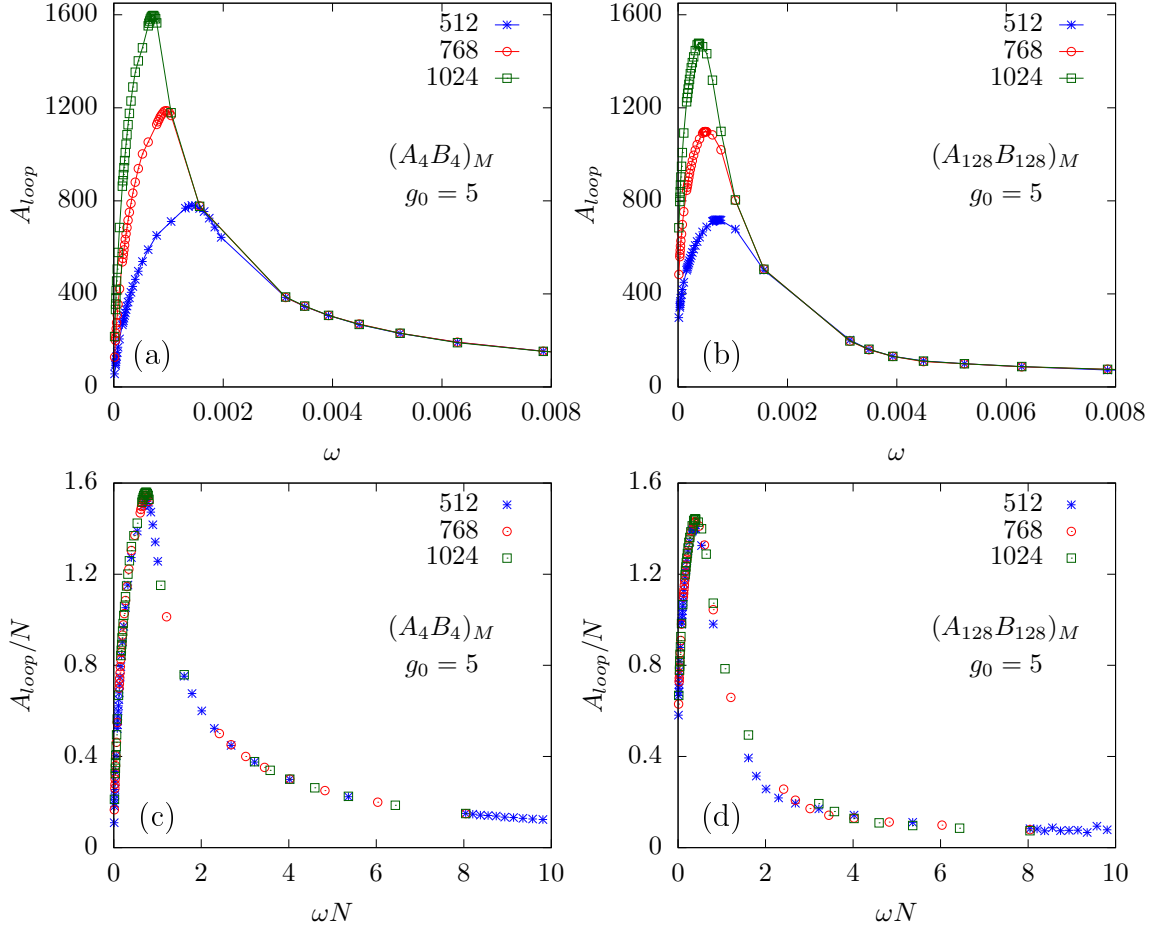 1600
1200
800
400
0
A_{loop}
512
768
1024
(A_4B_4)_M
g_0 = 5
(a)
0 0.002 0.004 0.006 0.008
ω
1600
1200
800
400
0
A_{loop}
512
768
1024
(A_{128}B_{128})_M
g_0 = 5
(b)
0 0.002 0.004 0.006 0.008
ω
1.6
1.2
0.8
0.4
0
A_{loop}/N
512
768
1024
(A_4B_4)_M
g_0 = 5
(c)
0 2 4 6 8 10
ωN
1.6
1.2
0.8
0.4
0
A_{loop}/N
512
768
1024
(A_{128}B_{128})_M
g_0 = 5
(d)
0 2 4 6 8 10
ωN